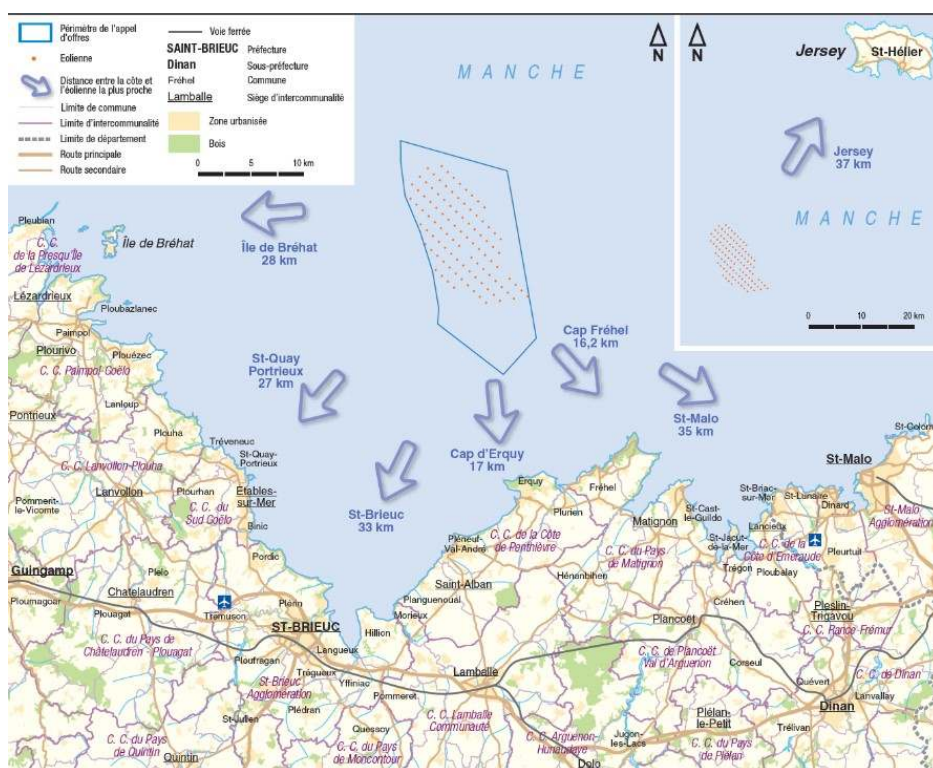 Périmètre de l'appel
d'offres
Eolienne
Distance entre la côte et
l'éolienne la plus proche
Limite de commune
Limite d'intercommunalité
Limite de département
Route principale
Route secondaire
Voie ferrée
SAINT-BRIEUC Préfecture
Dinan Sous-préfecture
Fréhel Commune
Lamballe Siège d'intercommunalité
Zone urbanisée
Bois
0 5 10 km
N
MANCHE
N
Jersey
St-Hélier
Jersey
37 km
MANCHE
0 10 20 km
Île de Bréhat
28 km
Cap Fréhel
16,2 km
St-Quay
Portrieux
27 km
St-Malo
35 km
Cap d'Erquy
17 km
St-Brieuc
33 km
Pleubian
C. C.
de la Presqu'île
de Lézardrieux
Île de Bréhat
Lézardrieux
Ploubazlanec
Paimpol
Plourivo
Plouézec
C. C. Paimpol-Goëlo
Lanloup
Pontrieux
Plouha
Tréveneuc
St-Quay-
Portrieux
C. C. Lanvollon-Plouha
Lanvollon
Plourhan
Étables-
sur-Mer
Pomment-
le-Vicomte
C. C. du
Sud Goëlo
Binic
Pordic
Guingamp
Plelo
Chatelaudren
Plérin
Ploumagoar
Plouagat
Trémuson
ST-BRIEUC
C. C. du Pays de
Châtelaudren - Plouagat
Ploufragan
Langueux
Trégueux
Yffiniac
Hillion
St-Brieuc
Agglomération
Plédran
Pommeret
St-Julien
Quessoy
C. C. du Pays
de Quintin
Quintin
C. C. du Pays
de Moncontour
Erquy
Plurien
Fréhel
Pléneuf-
Val-André
C. C. de la Côte
de Penthièvre
Matignon
St-Cast-
le-Guildo
C. C. du Pays
de Matignon
Saint-Alban
Hénanbihen
Planguenoual
Morieux
Lamballe
C. C. Lamballe
Communauté
St-Malo
St-Briac-
sur-Mer
St-Lunaire
Dinard
Lancieux
St-Malo
Agglomération
St-Jacut-
de-la-Mer
C. C. de la
Côte d'Emeraude
Pleurtuit
Trégon
Ploubalay
Créhen
Pleslin-
Trigavou
C. C. Rance-Frémur
Plancoët
C. C. de Plancoët
Val d'Arguenon
Corseul
Quévert
C. C. de Dinan
Lanvallay
Dinan
Plélan-
le-Petit
Trélivan
C. C. Arguenon-
Hunaudaye
Jugon-
les-Lacs
C. C. du Pays
de Plélan
Dolo